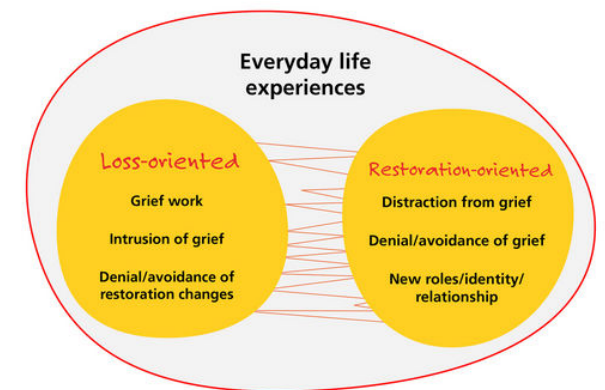 Everyday life
experiences
Loss-oriented
Grief work
Intrusion of grief
Denial/avoidance of
restoration changes
Restoration-oriented
Distraction from grief
Denial/avoidance of grief
New roles/identity/
relationship